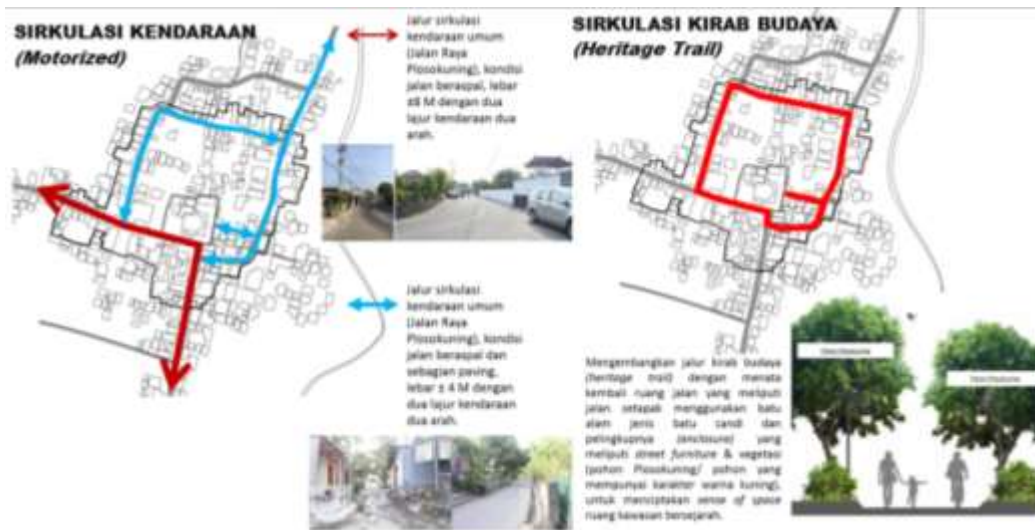 SIRKULASI KENDARAAN
(Motorized)
Jalur sirkulasi
kendaraan umum
(Jalan Raya
Plosokuning), kondisi
jalan beraspal, lebar
±8 M dengan dua
lajur kendaraan dua
arah.
Jalur sirkulasi
kendaraan umum
(Jalan Raya
Plosokuning), kondisi
jalan beraspal dan
sebagian paving,
lebar ± 4 M dengan
dua lajur kendaraan
dua arah.
SIRKULASI KIRAB BUDAYA
(Heritage Trail)
Mengembangkan jalur kirab budaya
(heritage trail) dengan menata
kembali ruang jalan yang meliputi
jalan setapak menggunakan batu
alam jenis batu candi dan
pelingkupnya (enclosure) yang
meliputi street furniture & vegetasi
(pohon Plosokuning/ pohon yang
mempunyai karakter warna kuning),
untuk menciptakan sense of space
ruang kawasan bersejarah.